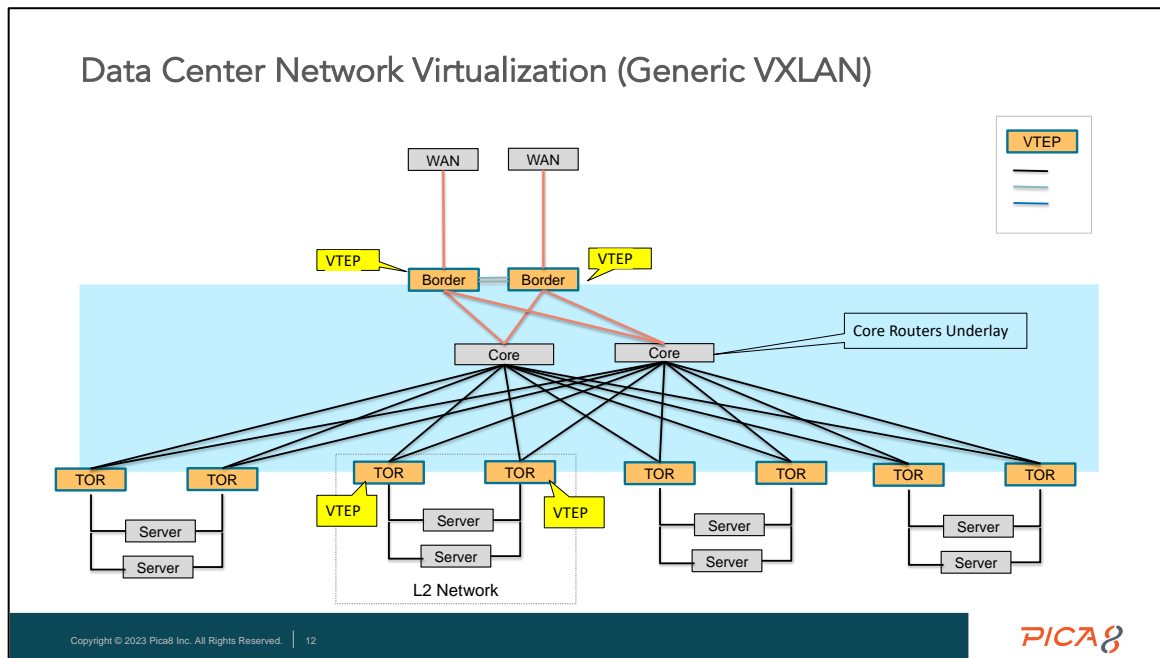 Data Center Network Virtualization (Generic VXLAN)
VTEP
WAN WAN
VTEP
VTEP
Border Border
Core Routers Underlay
Core Core
TOR TOR TOR TOR TOR TOR TOR TOR
VTEP VTEP
Server Server Server Server
Server Server Server Server
L2 Network
Copyright © 2023 Pica8 Inc. All Rights Reserved. 12
PICA8